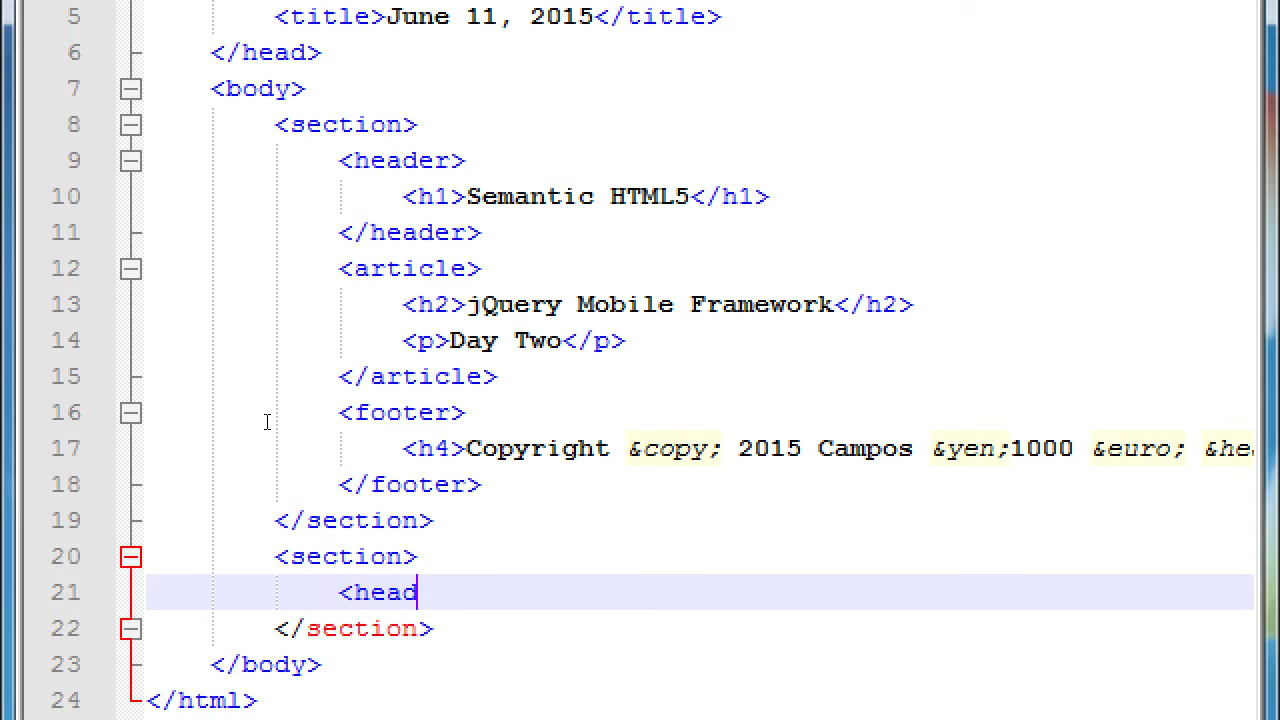 5 <title>June 11, 2015</title>
6 </head>
7 <body>
8 <section>
9 <header>
10 <h1>Semantic HTML5</h1>
11 </header>
12 <article>
13 <h2>jQuery Mobile Framework</h2>
14 <p>Day Two</p>
15 </article>
16 <footer>
17 <h4>Copyright &copy; 2015 Campos &yen;1000 &euro; &he
18 </footer>
19 </section>
20 <section>
21 <head
22 </section>
23 </body>
24 </html>